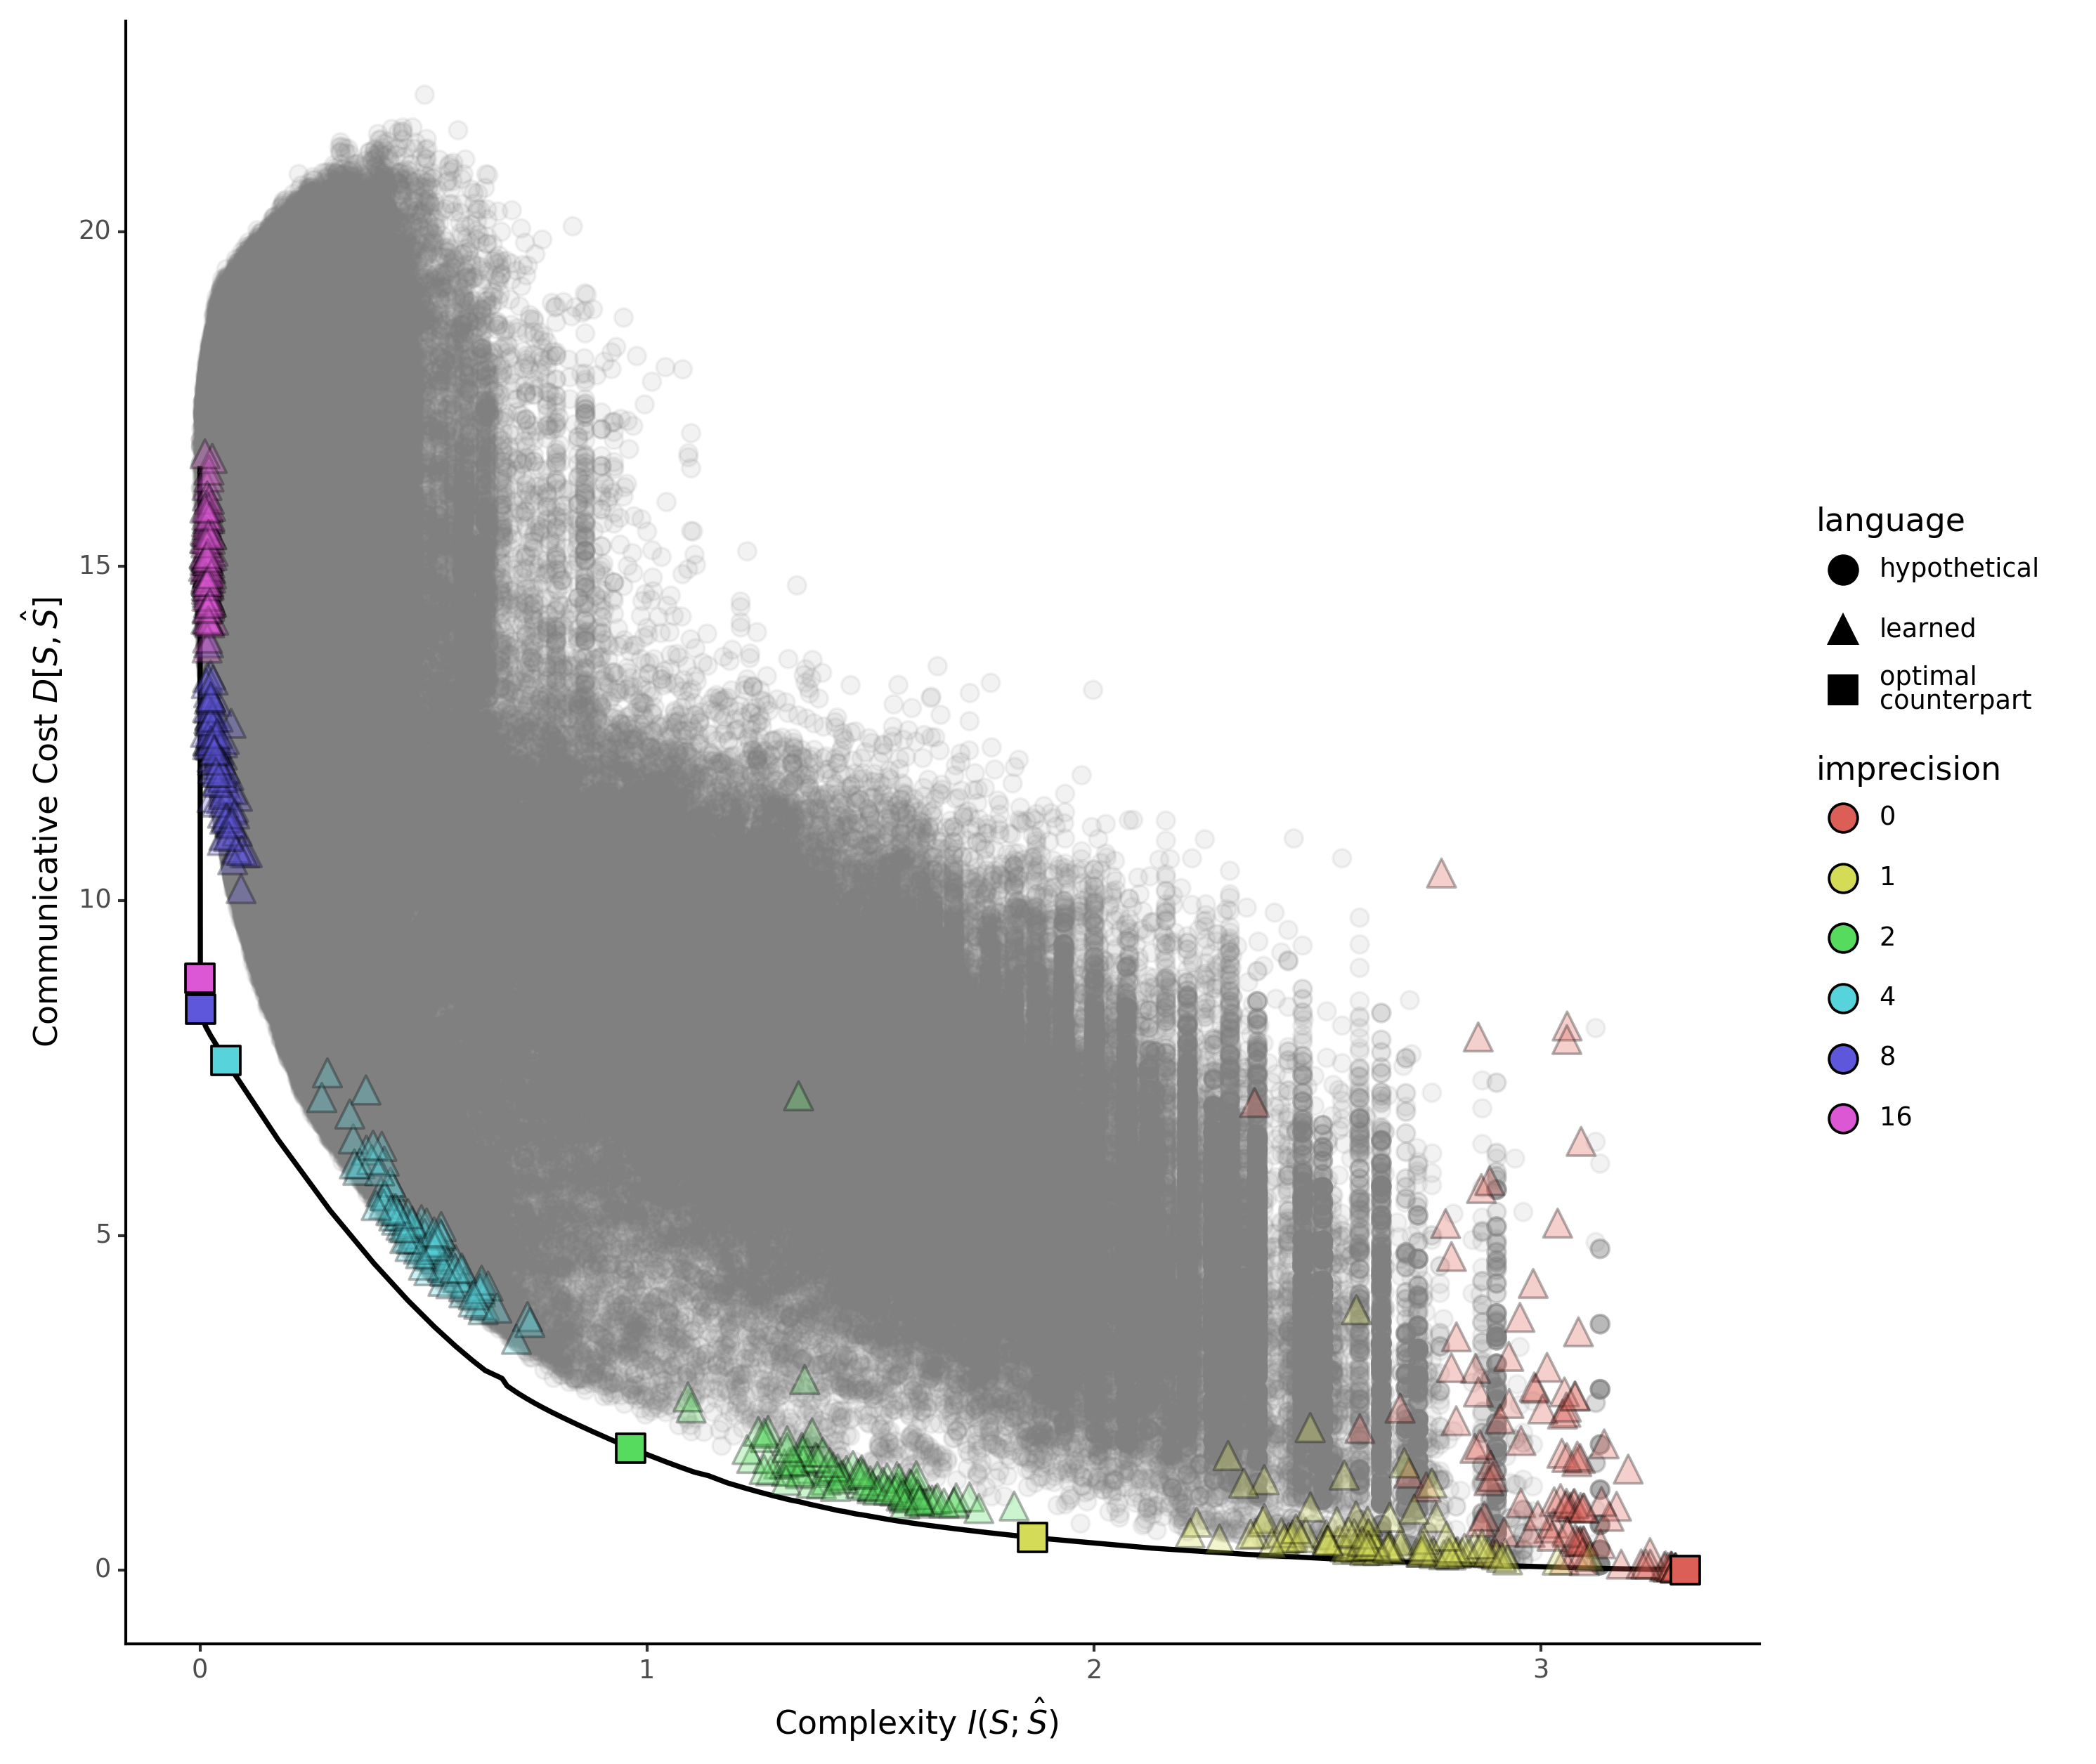 20
15
10
5
0
Communicative Cost D[S, Ŝ]
0
1
2
3
Complexity I(S; Ŝ)
language
hypothetical
learned
optimal
counterpart
imprecision
0
1
2
4
8
16